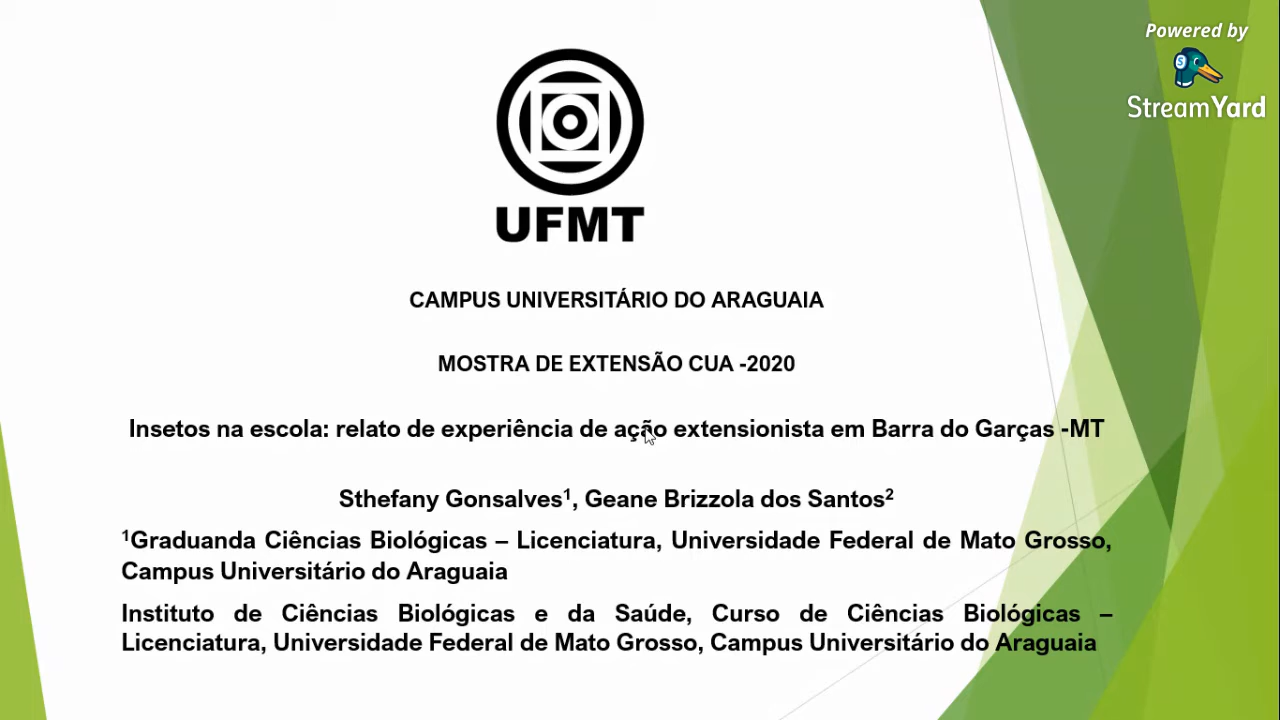 Powered by
StreamYard
UFMT
CAMPUS UNIVERSITÁRIO DO ARAGUAIA
MOSTRA DE EXTENSÃO CUA -2020
Insetos na escola: relato de experiência de ação extensionista em Barra do Garças -MT
Sthefany Gonsalves¹, Geane Brizzola dos Santos²
¹Graduanda Ciências Biológicas – Licenciatura, Universidade Federal de Mato Grosso,
Campus Universitário do Araguaia
Instituto de Ciências Biológicas e da Saúde, Curso de Ciências Biológicas –
Licenciatura, Universidade Federal de Mato Grosso, Campus Universitário do Araguaia